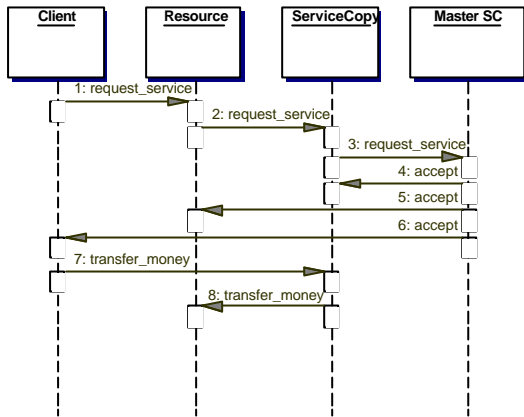 Client Resource ServiceCopy Master SC
1: request_service
2: request_service
3: request_service
4: accept
5: accept
6: accept
7: transfer_money
8: transfer_money